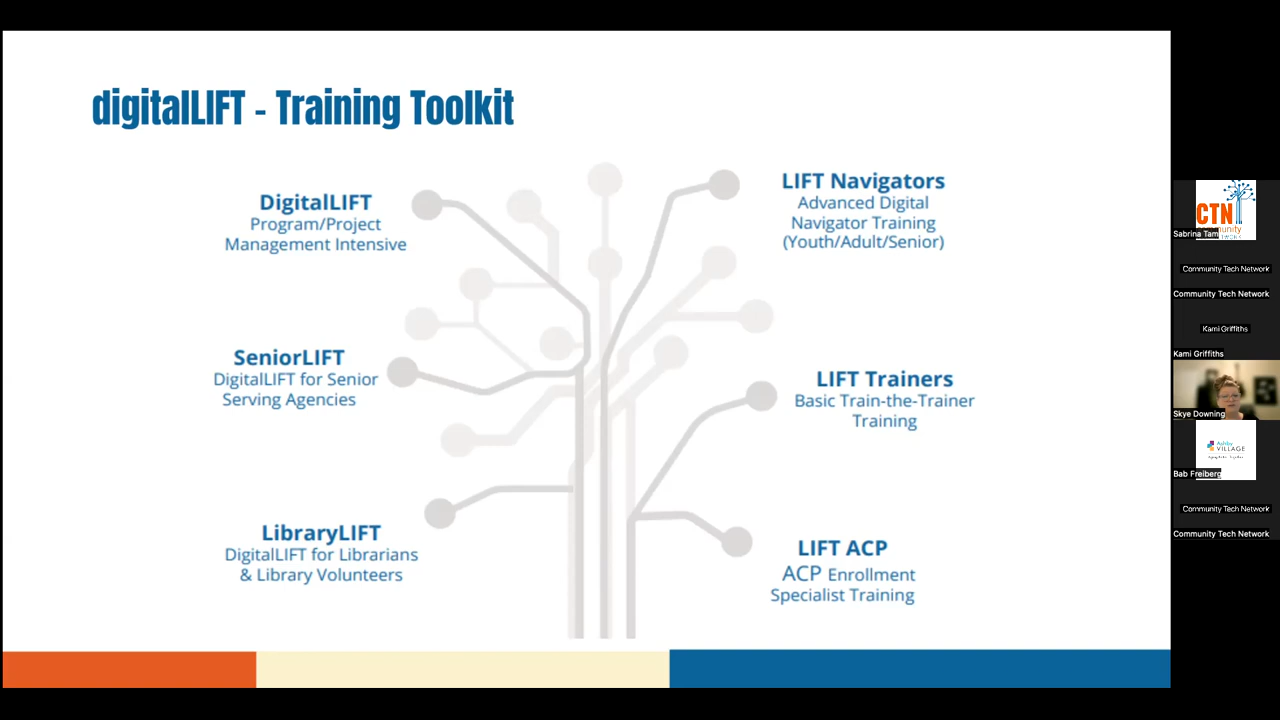 digitalLIFT - Training Toolkit
DigitalLIFT
Program/Project
Management Intensive
SeniorLIFT
DigitalLIFT for Senior
Serving Agencies
LibraryLIFT
DigitalLIFT for Librarians
& Library Volunteers
LIFT Navigators
Advanced Digital
Navigator Training
(Youth/Adult/Senior)
LIFT Trainers
Basic Train-the-Trainer
Training
LIFT ACP
ACP Enrollment
Specialist Training
CTN
Sabrina Tam
Community Tech Network
Community Tech Network
Kami Griffiths
Kami Griffiths
Skye Downing
Ashby
VILLAGE
Bab Freiberg
Community Tech Network
Community Tech Network